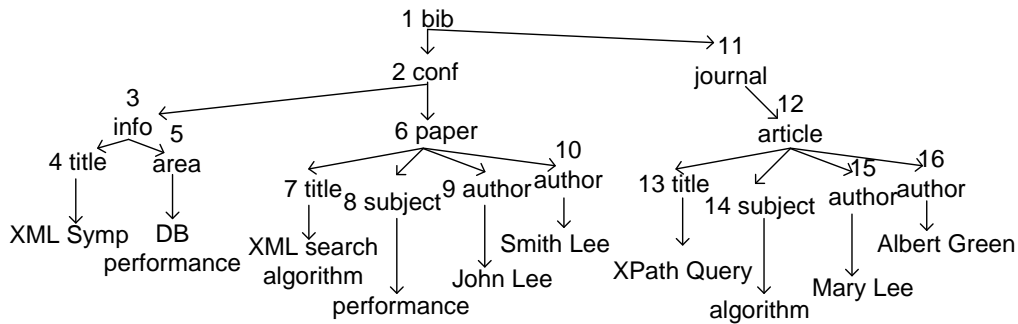 1 bib
11
journal
2 conf
3
info
12
article
6 paper
4 title
5
area
7 title
8 subject
9 author
10
author
13 title
14 subject
15
author
16
author
XML Symp
DB
performance
XML search
algorithm
performance
John Lee
Smith Lee
XPath Query
algorithm
Mary Lee
Albert Green